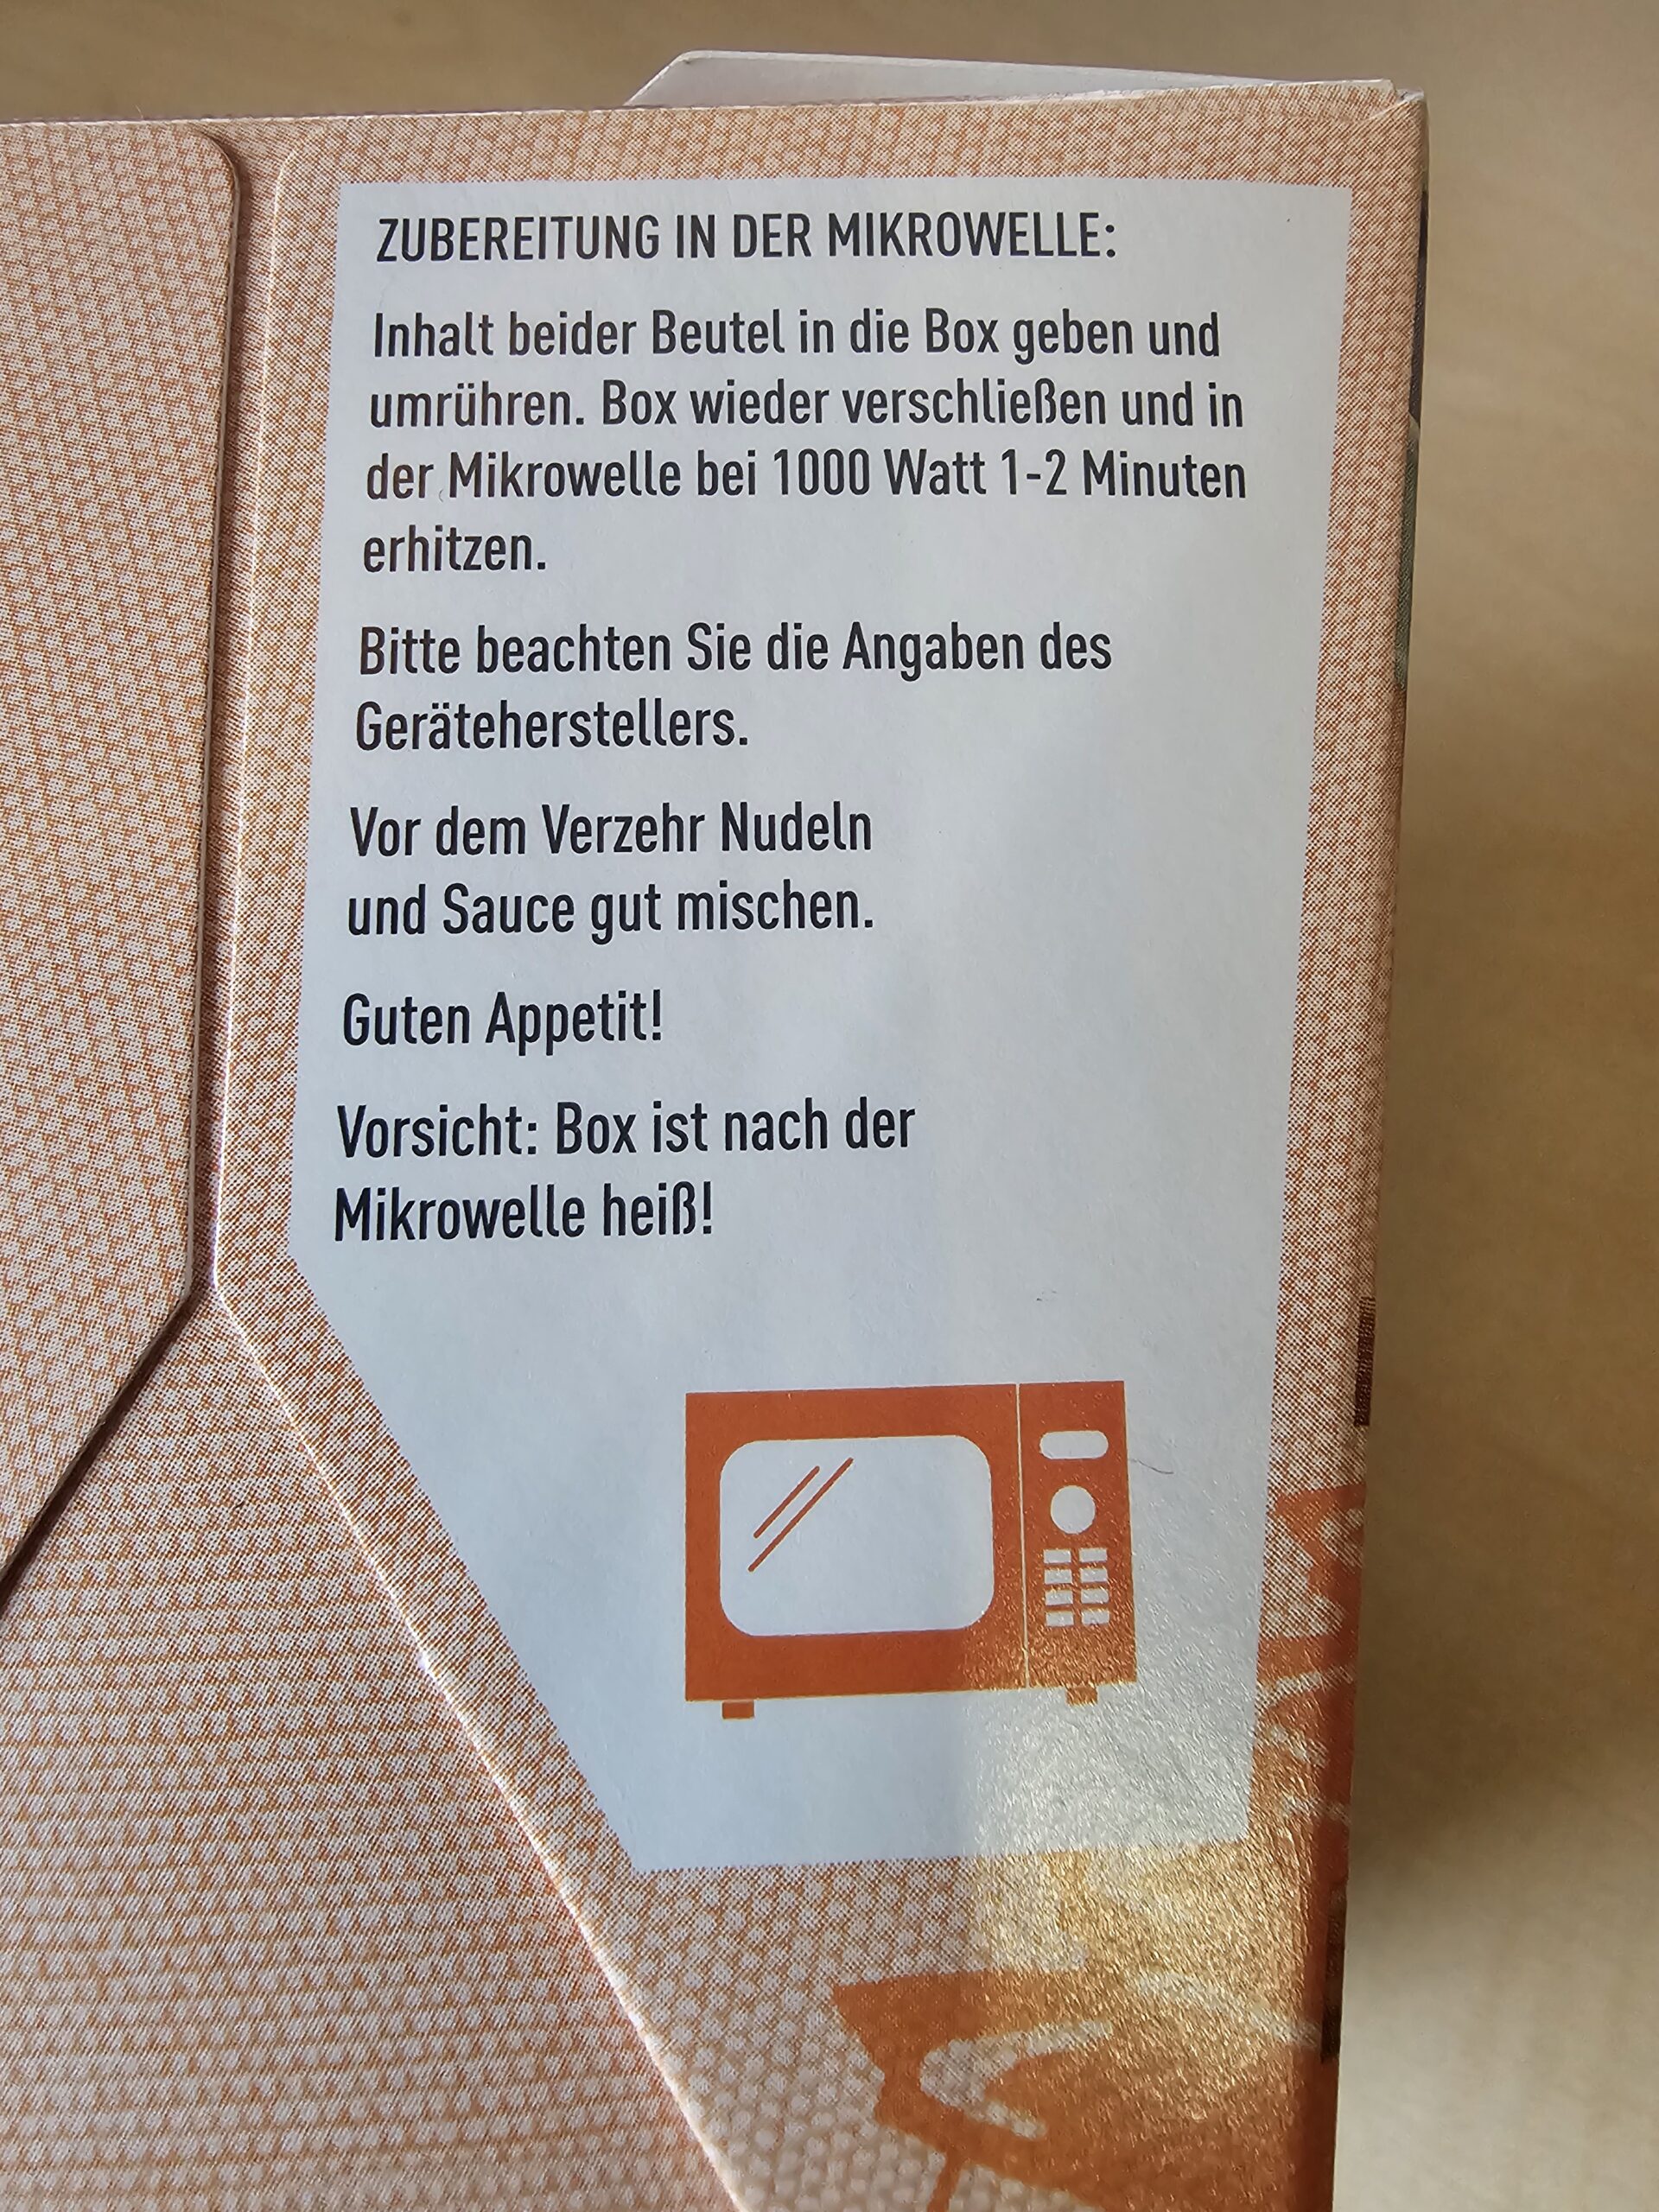 ZUBEREITUNG IN DER MIKROWELLE:
Inhalt beider Beutel in die Box geben und
umrühren. Box wieder verschließen und in
der Mikrowelle bei 1000 Watt 1-2 Minuten
erhitzen.
Bitte beachten Sie die Angaben des
Geräteherstellers.
Vor dem Verzehr Nudeln
und Sauce gut mischen.
Guten Appetit!
Vorsicht: Box ist nach der
Mikrowelle heiß!